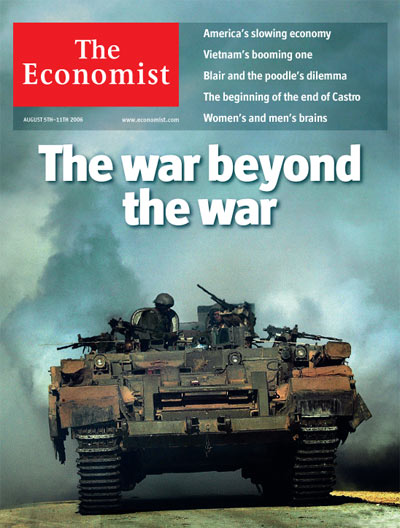 The
Economist
AUGUST 5TH–11TH 2006
www.economist.com
America's slowing economy
Vietnam's booming one
Blair and the poodle's dilemma
The beginning of the end of Castro
Women's and men's brains
The war beyond
the war